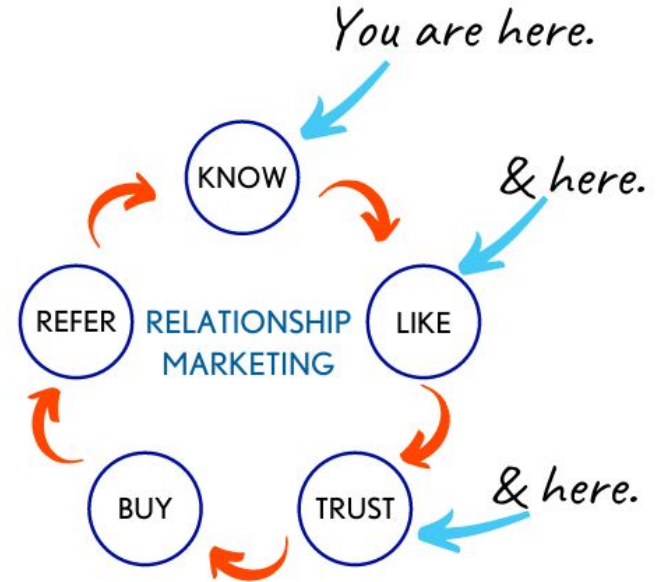 You are here.
KNOW
& here.
REFER
RELATIONSHIP
MARKETING
LIKE
& here.
BUY
TRUST